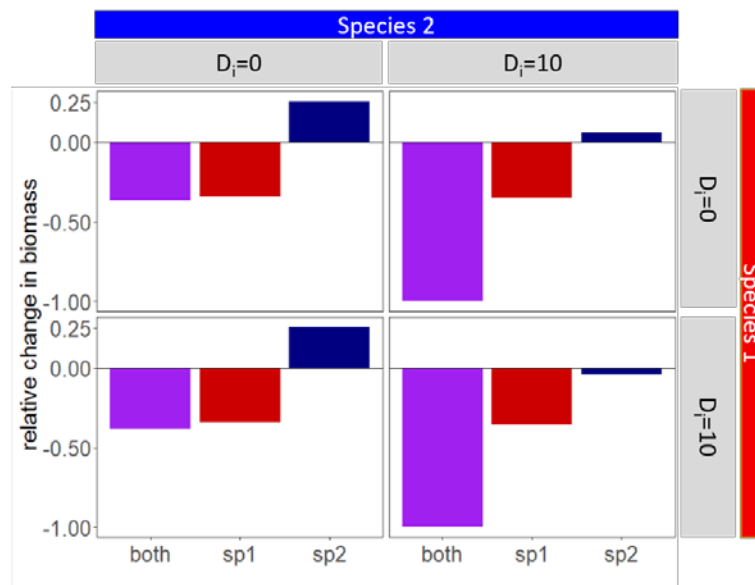 Species 2
Dᵢ=0
Dᵢ=10
relative change in biomass
0.25
0.00
-0.50
-1.00
Dᵢ=0
0.25
0.00
-0.50
-1.00
Dᵢ=10
Species 1
both
sp1
sp2
both
sp1
sp2